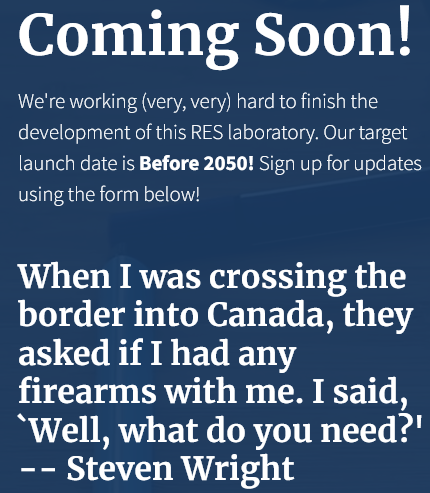 Coming Soon!
We're working (very, very) hard to finish the
development of this RES laboratory. Our target
launch date is Before 2050! Sign up for updates
using the form below!
When I was crossing the
border into Canada, they
asked if I had any
firearms with me. I said,
`Well, what do you need?'
-- Steven Wright